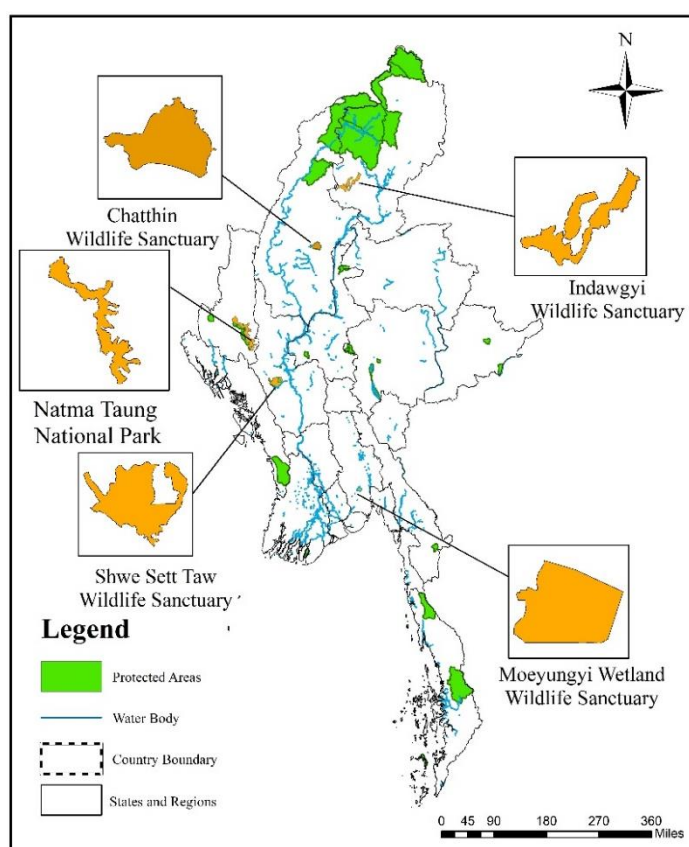 N
Chatthin
Wildlife Sanctuary
Indawgyi
Wildlife Sanctuary
Natma Taung
National Park
Shwe Sett Taw
Wildlife Sanctuary
Moeyungyi Wetland
Wildlife Sanctuary
Legend
Protected Areas
Water Body
Country Boundary
States and Regions
0 45 90 180 270 360
Miles